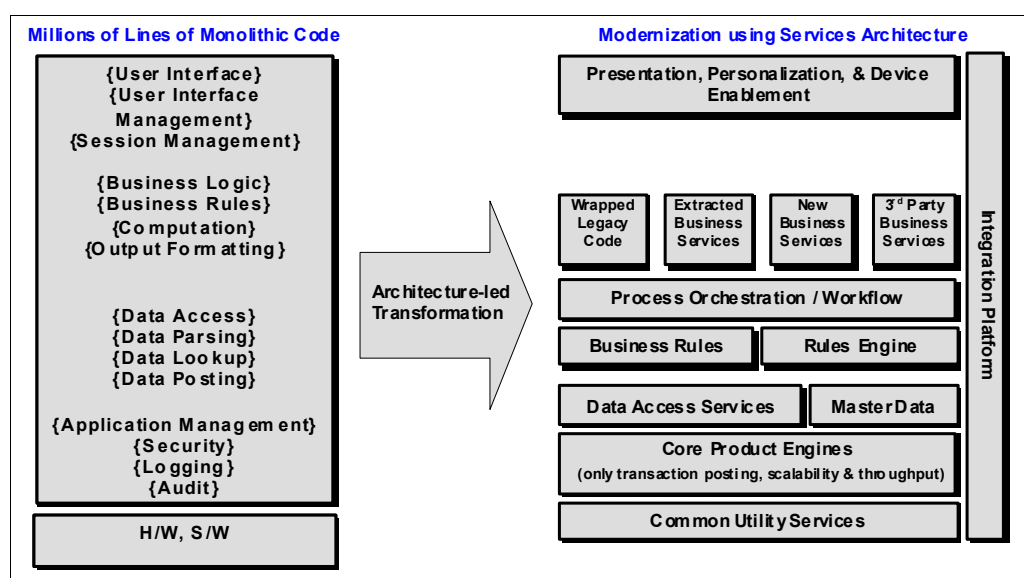 Millions of Lines of Monolithic Code
{User Interface}
{User Interface
Management}
{Session Management}
{Business Logic}
{Business Rules}
{Computation}
{Output Formatting}
{Data Access}
{Data Parsing}
{Data Lookup}
{Data Posting}
{Application Management}
{Security}
{Logging}
{Audit}
H/W, S/W
Architecture-led
Transformation
Modernization using Services Architecture
Presentation, Personalization, & Device
Enablement
Wrapped
Legacy
Code
Extracted
Business
Services
New
Business
Services
3rd Party
Business
Services
Process Orchestration / Workflow
Business Rules
Rules Engine
Data Access Services
Master Data
Core Product Engines
(only transaction posting, scalability & throughput)
Common Utility Services
Integration Platform